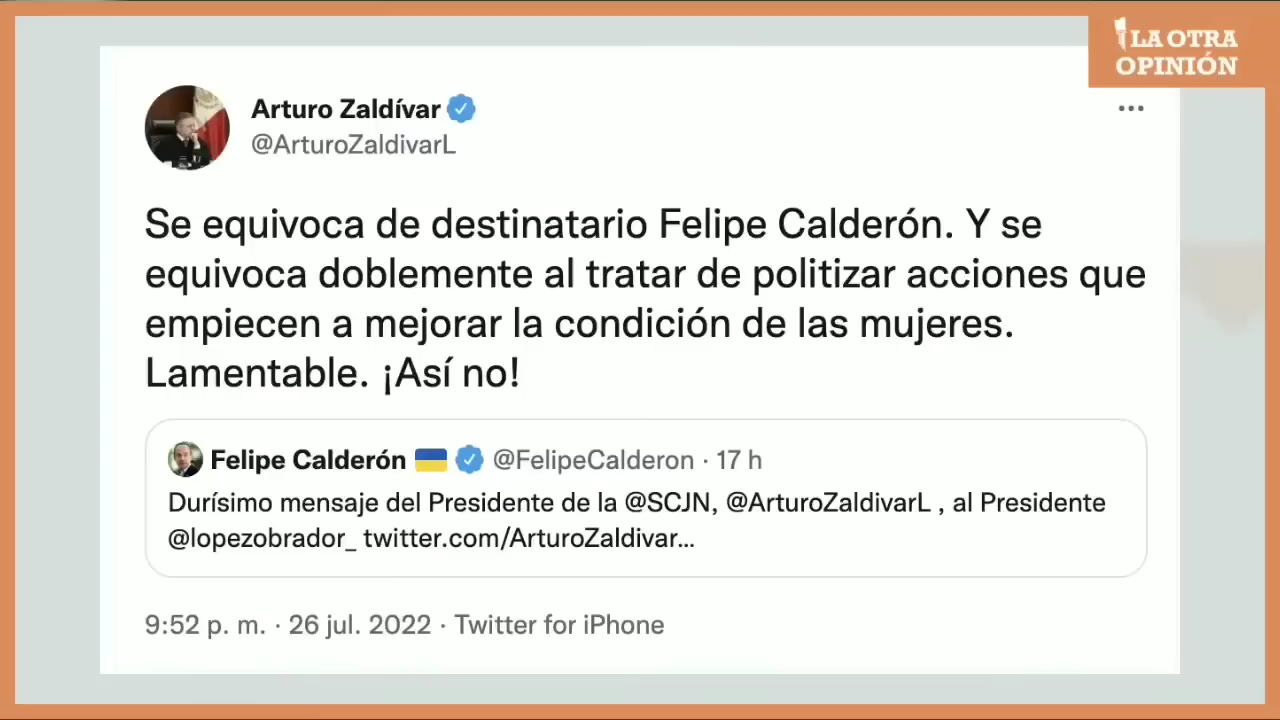 LA OTRA
OPINIÓN
Arturo Zaldívar
@ArturoZaldivarL
Se equivoca de destinatario Felipe Calderón. Y se
equivoca doblemente al tratar de politizar acciones que
empiecen a mejorar la condición de las mujeres.
Lamentable. ¡Así no!
Felipe Calderón @FelipeCalderon · 17 h
Durísimo mensaje del Presidente de la @SCJN, @ArturoZaldivarL , al Presidente
@lopezobrador_ twitter.com/ArturoZaldivar...
9:52 p. m. · 26 jul. 2022 · Twitter for iPhone